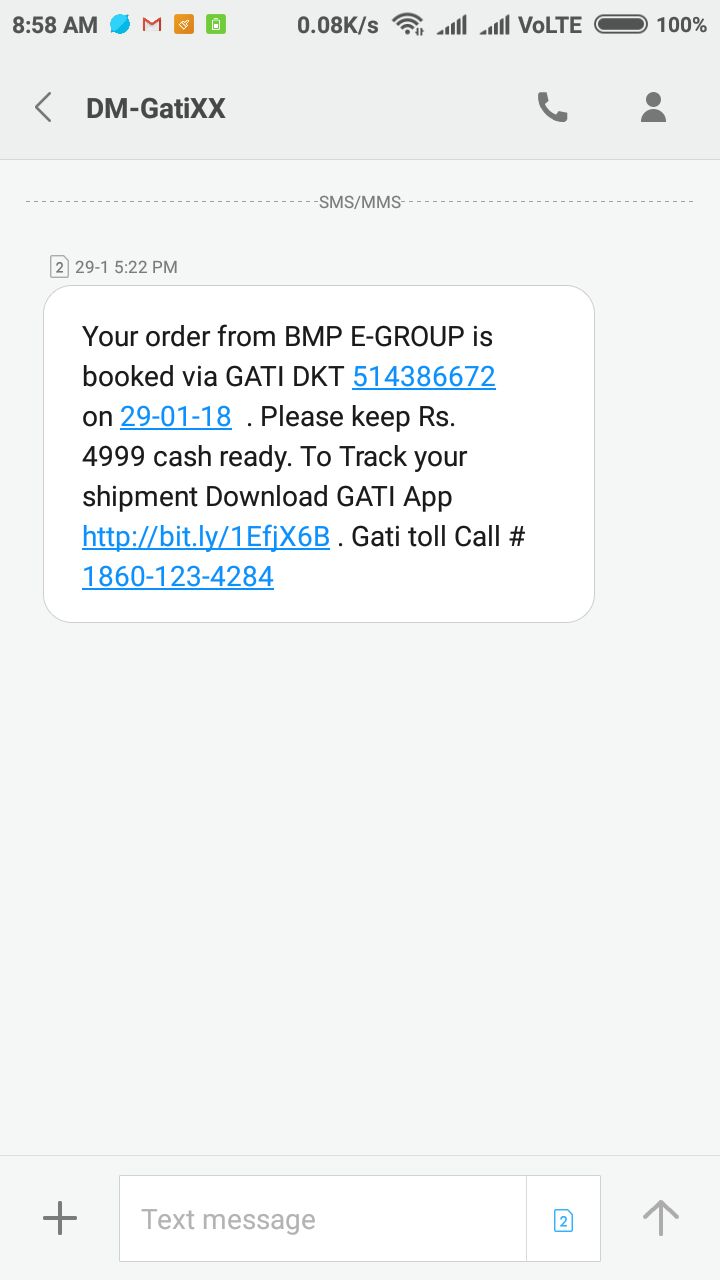 8:58 AM 0.08K/s VoLTE 100%
DM-GatiXX
SMS/MMS
2 29-1 5:22 PM
Your order from BMP E-GROUP is
booked via GATI DKT 514386672
on 29-01-18 . Please keep Rs.
4999 cash ready. To Track your
shipment Download GATI App
http://bit.ly/1EfjX6B . Gati toll Call #
1860-123-4284
Text message 2